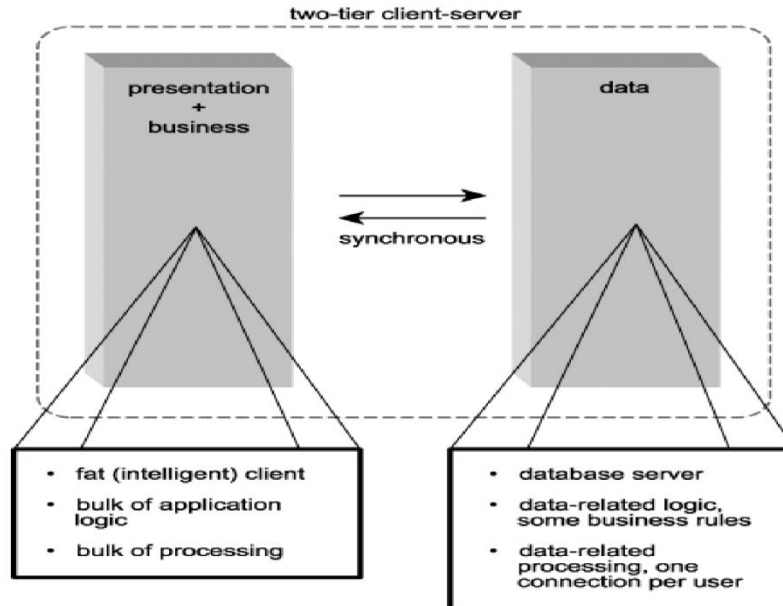 two-tier client-server
presentation
+
business
data
synchronous
• fat (intelligent) client
• bulk of application
logic
• bulk of processing
• database server
• data-related logic,
some business rules
• data-related
processing, one
connection per user